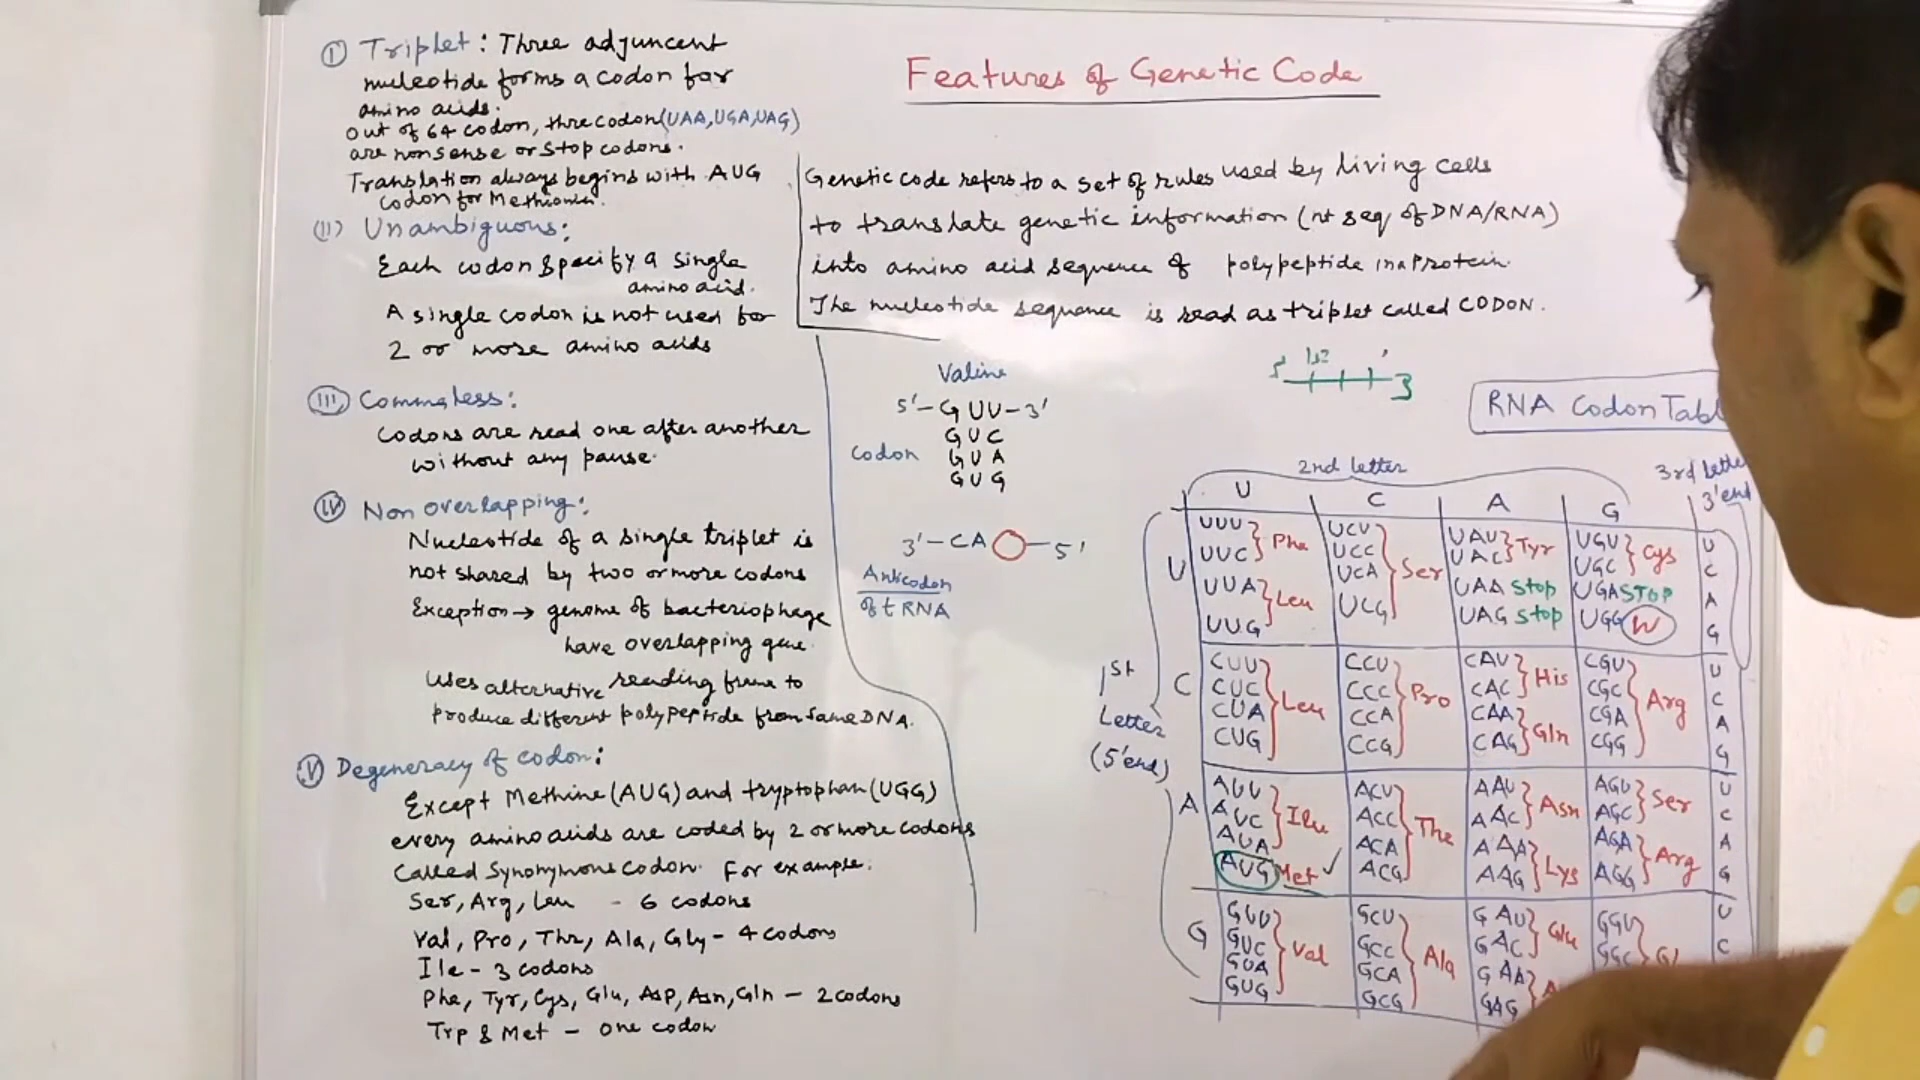 Features of Genetic Code
(I) Triplet: Three adjuncent
nucleotide forms a codon for
amino acids.
out of 64 codon, thre codon (UAA, UGA, UAG)
are nonsense or stop codons.
Translation always begins with AUG
codon for Methionin.
(II) Unambiguous:
Each codon specify a single
amino acid.
A single codon is not used for
2 or more amino acids
(III) Commaless:
Codons are read one after another
without any pause.
(IV) Non overlapping:
Nucleotide of a single triplet is
not shared by two or more codons
Exception → genome of bacteriophage
have overlapping gene.
Uses alternative reading frame to
produce different polypeptide from same DNA.
(V) Degeneracy of codon:
Except Methine (AUG) and tryptophan (UGG)
every amino acids are coded by 2 or more codons
Called Synonymous codon. For example.
Ser, Arg, Leu - 6 codons
Val, Pro, Thr, Ala, Gly - 4 codons
Ile - 3 codons
Phe, Tyr, Cys, Glu, Asp, Asn, Gln - 2 codons
Trp & Met - one codon
Genetic code refers to a set of rules used by living cells
to translate genetic information (nt seq of DNA/RNA)
into amino acid sequence of polypeptide in a protein.
The nucleotide sequence is read as triplet called CODON.
Valine
5'-GUU-3'
GUC
Codon GUA
GUG
3'-CA -5'
Anticodon
of tRNA
5' 1 2 3
RNA Codon Tabl
2nd letter
3rd lette
3' end
U C A G
1st
Letter
(5' end)
U
UUU UUC Phe UCU UCC UCA UCG Ser UAU UAC Tyr UGU UGC Cys U C
UUA UUG Leu UAA Stop UGA STOP A
UAG Stop UGG W G
C
CUU CUC CUA CUG Leu CCU CCC CCA CCG Pro CAU CAC His CGU CGC CGA CGG Arg U C
CAA CAG Gln A G
A
AUU AUC AUA Ileu ACU ACC ACA ACG The AAU AAC Asn AGU AGC Ser U C
AUG Met ✓ AAA AAG Lys AGA AGG Arg A G
G
GUU GUC GUA GUG Val GCU GCC GCA GCG Ala GAU GAC Glu GGU GGC Gl U C
GAA GAG A